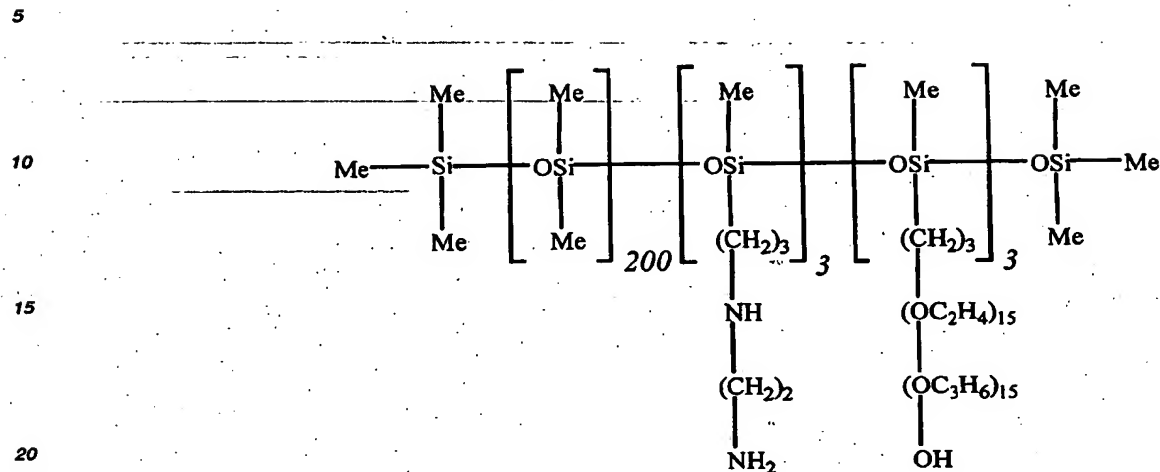 5
Me Me Me Me Me
10
Me Si OSi OSi OSi OSi Me
Me Me (CH₂)₃ (CH₂)₃ Me
200 3 3
15
NH (OC₂H₄)₁₅
(CH₂)₂ (OC₃H₆)₁₅
20
NH₂ OH